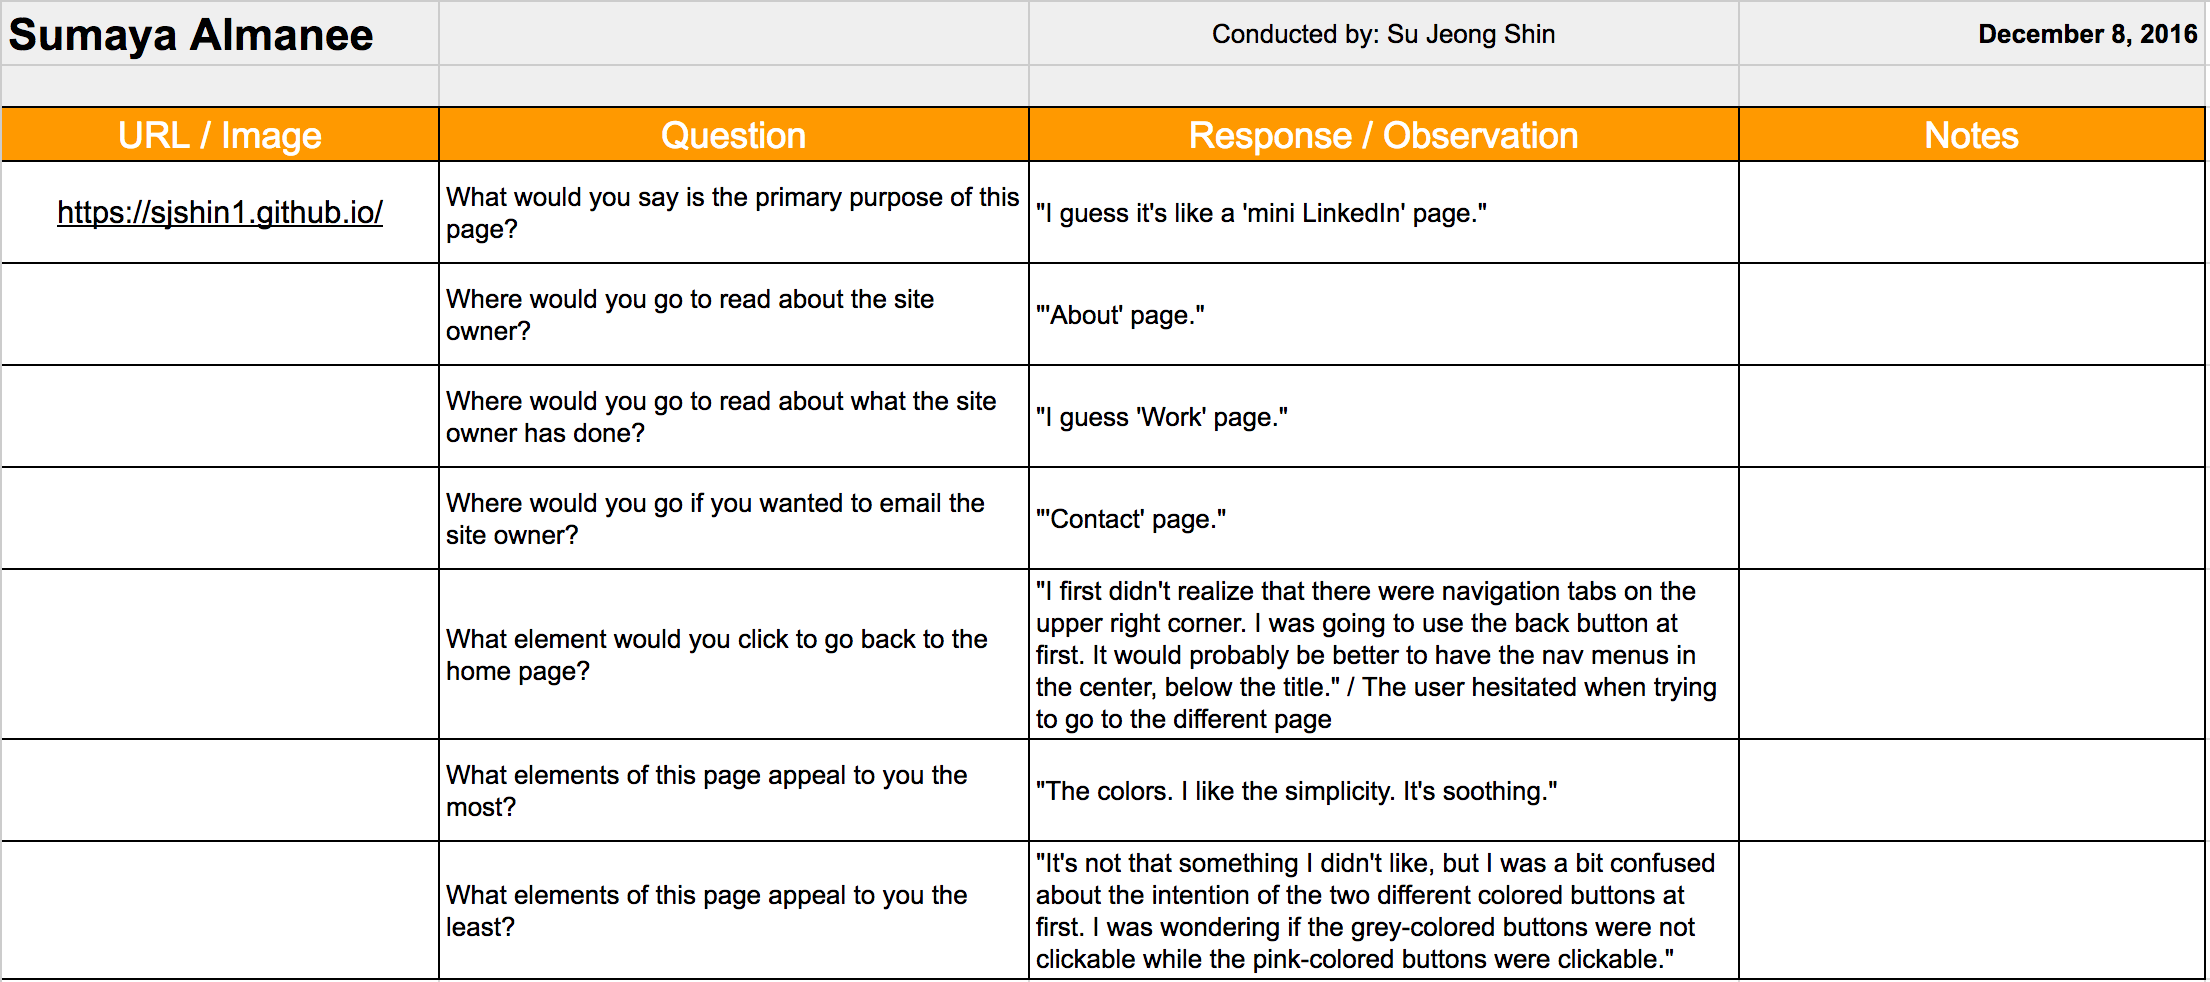 Sumaya Almanee
Conducted by: Su Jeong Shin
December 8, 2016
URL / Image
Question
Response / Observation
Notes
https://sjshin1.github.io/
What would you say is the primary purpose of this
page?
"I guess it's like a 'mini LinkedIn' page."
Where would you go to read about the site
owner?
"'About' page."
Where would you go to read about what the site
owner has done?
"I guess 'Work' page."
Where would you go if you wanted to email the
site owner?
"'Contact' page."
What element would you click to go back to the
home page?
"I first didn't realize that there were navigation tabs on the
upper right corner. I was going to use the back button at
first. It would probably be better to have the nav menus in
the center, below the title." / The user hesitated when trying
to go to the different page
What elements of this page appeal to you the
most?
"The colors. I like the simplicity. It's soothing."
What elements of this page appeal to you the
least?
"It's not that something I didn't like, but I was a bit confused
about the intention of the two different colored buttons at
first. I was wondering if the grey-colored buttons were not
clickable while the pink-colored buttons were clickable."